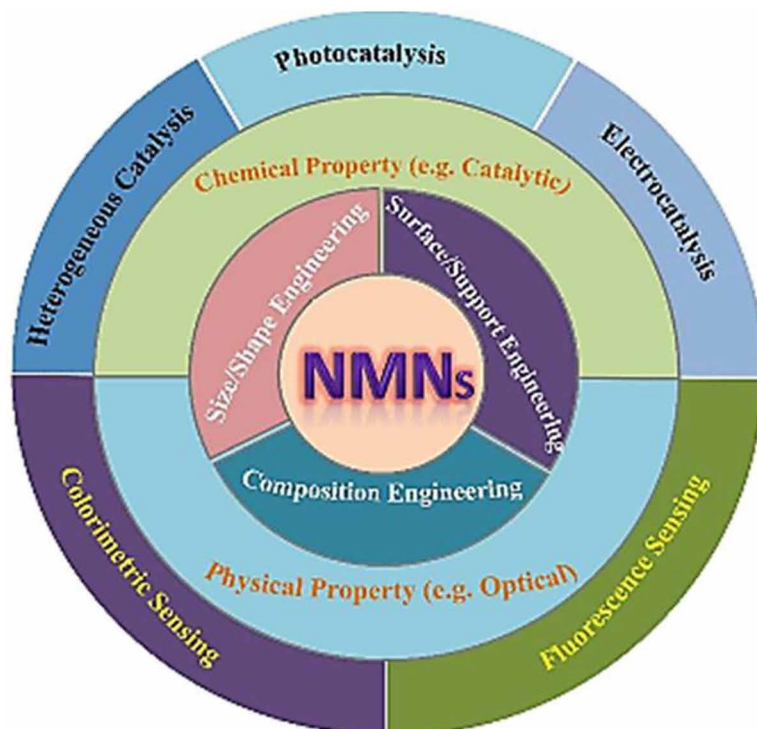 Photocatalysis
Heterogeneous Catalysis
Electrocatalysis
Chemical Property (e.g. Catalytic)
Size/Shape Engineering
Surface/Support Engineering
NMNs
Composition Engineering
Physical Property (e.g. Optical)
Colorimetric Sensing
Fluorescence Sensing